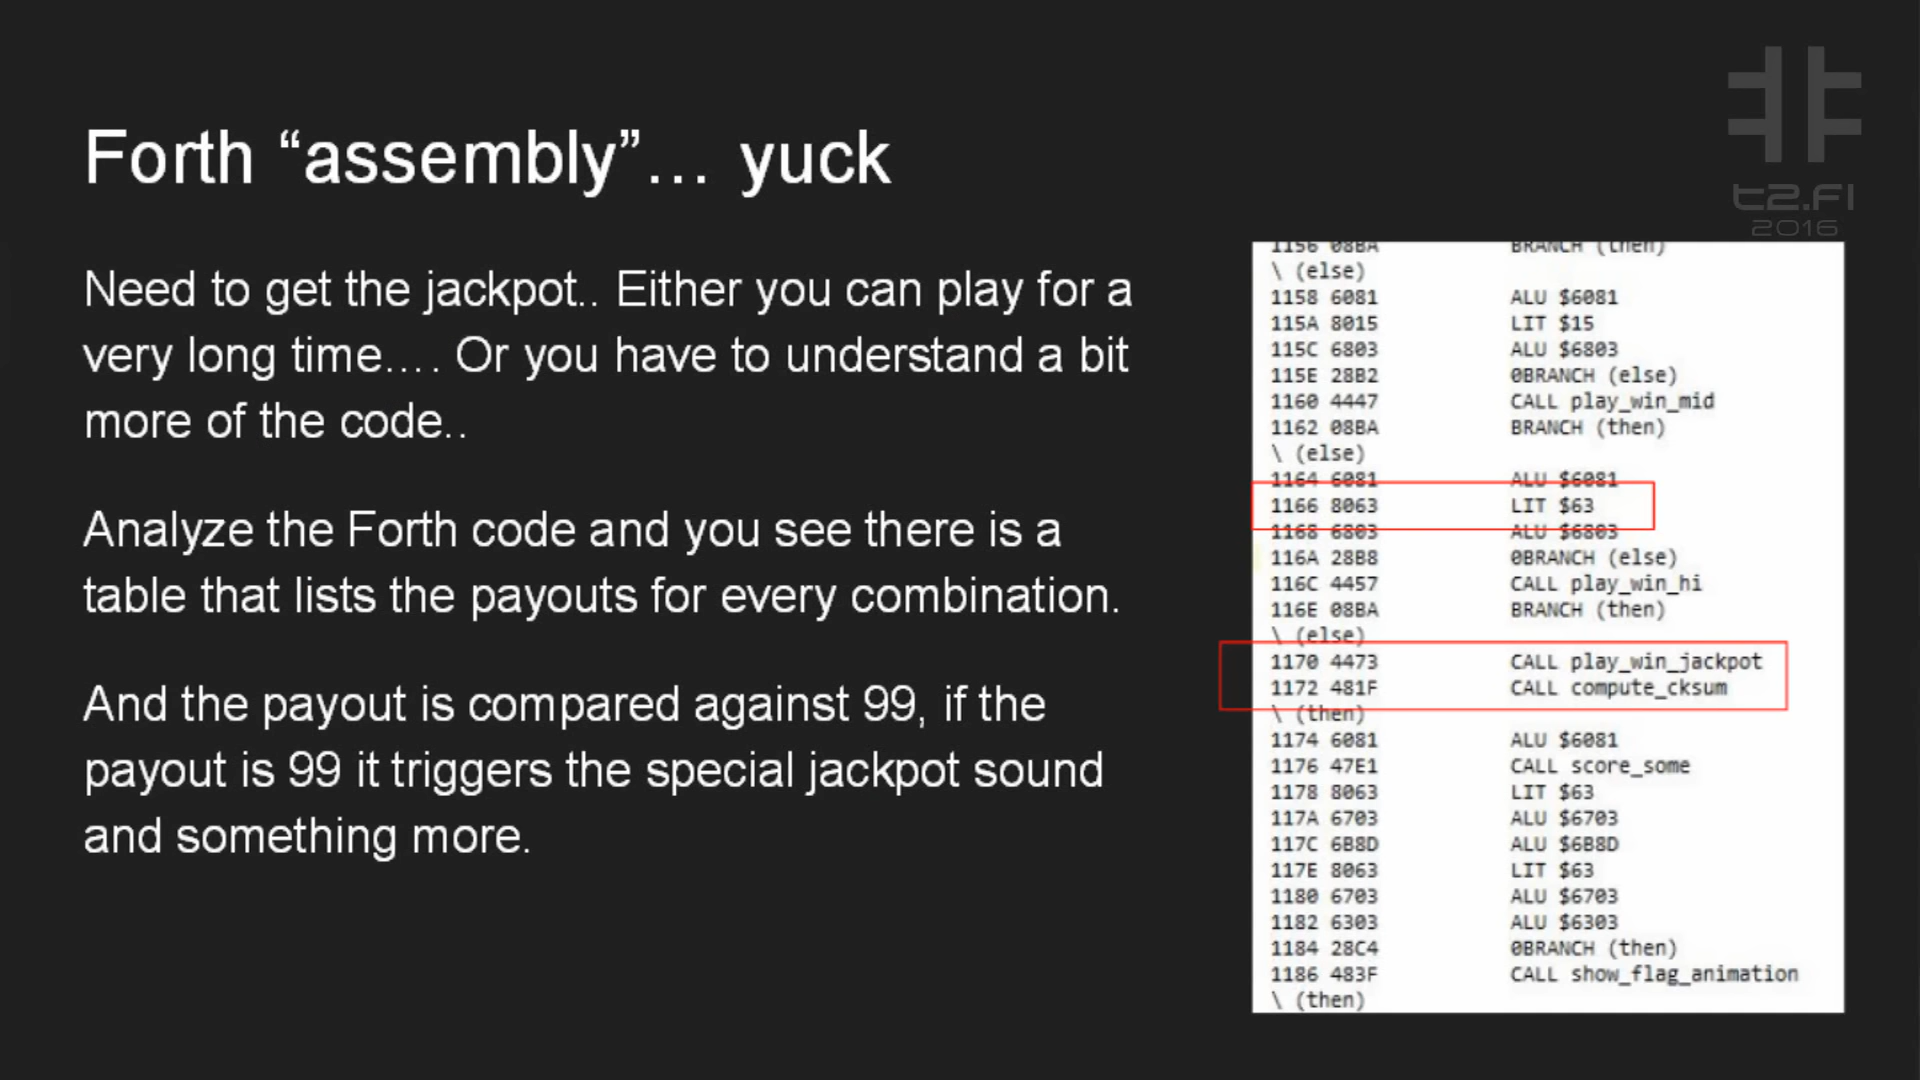 Forth “assembly”... yuck
t2.fi
2016
Need to get the jackpot.. Either you can play for a
very long time.... Or you have to understand a bit
more of the code..
Analyze the Forth code and you see there is a
table that lists the payouts for every combination.
And the payout is compared against 99, if the
payout is 99 it triggers the special jackpot sound
and something more.
1156 08BA BRANCH (then)
\ (else)
1158 6081 ALU $6081
115A 8015 LIT $15
115C 6803 ALU $6803
115E 28B2 0BRANCH (else)
1160 4447 CALL play_win_mid
1162 08BA BRANCH (then)
\ (else)
1164 6081 ALU $6081
1166 8063 LIT $63
1168 6803 ALU $6803
116A 28B8 0BRANCH (else)
116C 4457 CALL play_win_hi
116E 08BA BRANCH (then)
\ (else)
1170 4473 CALL play_win_jackpot
1172 481F CALL compute_cksum
\ (then)
1174 6081 ALU $6081
1176 47E1 CALL score_some
1178 8063 LIT $63
117A 6703 ALU $6703
117C 6B8D ALU $6B8D
117E 8063 LIT $63
1180 6703 ALU $6703
1182 6303 ALU $6303
1184 28C4 0BRANCH (then)
1186 483F CALL show_flag_animation
\ (then)